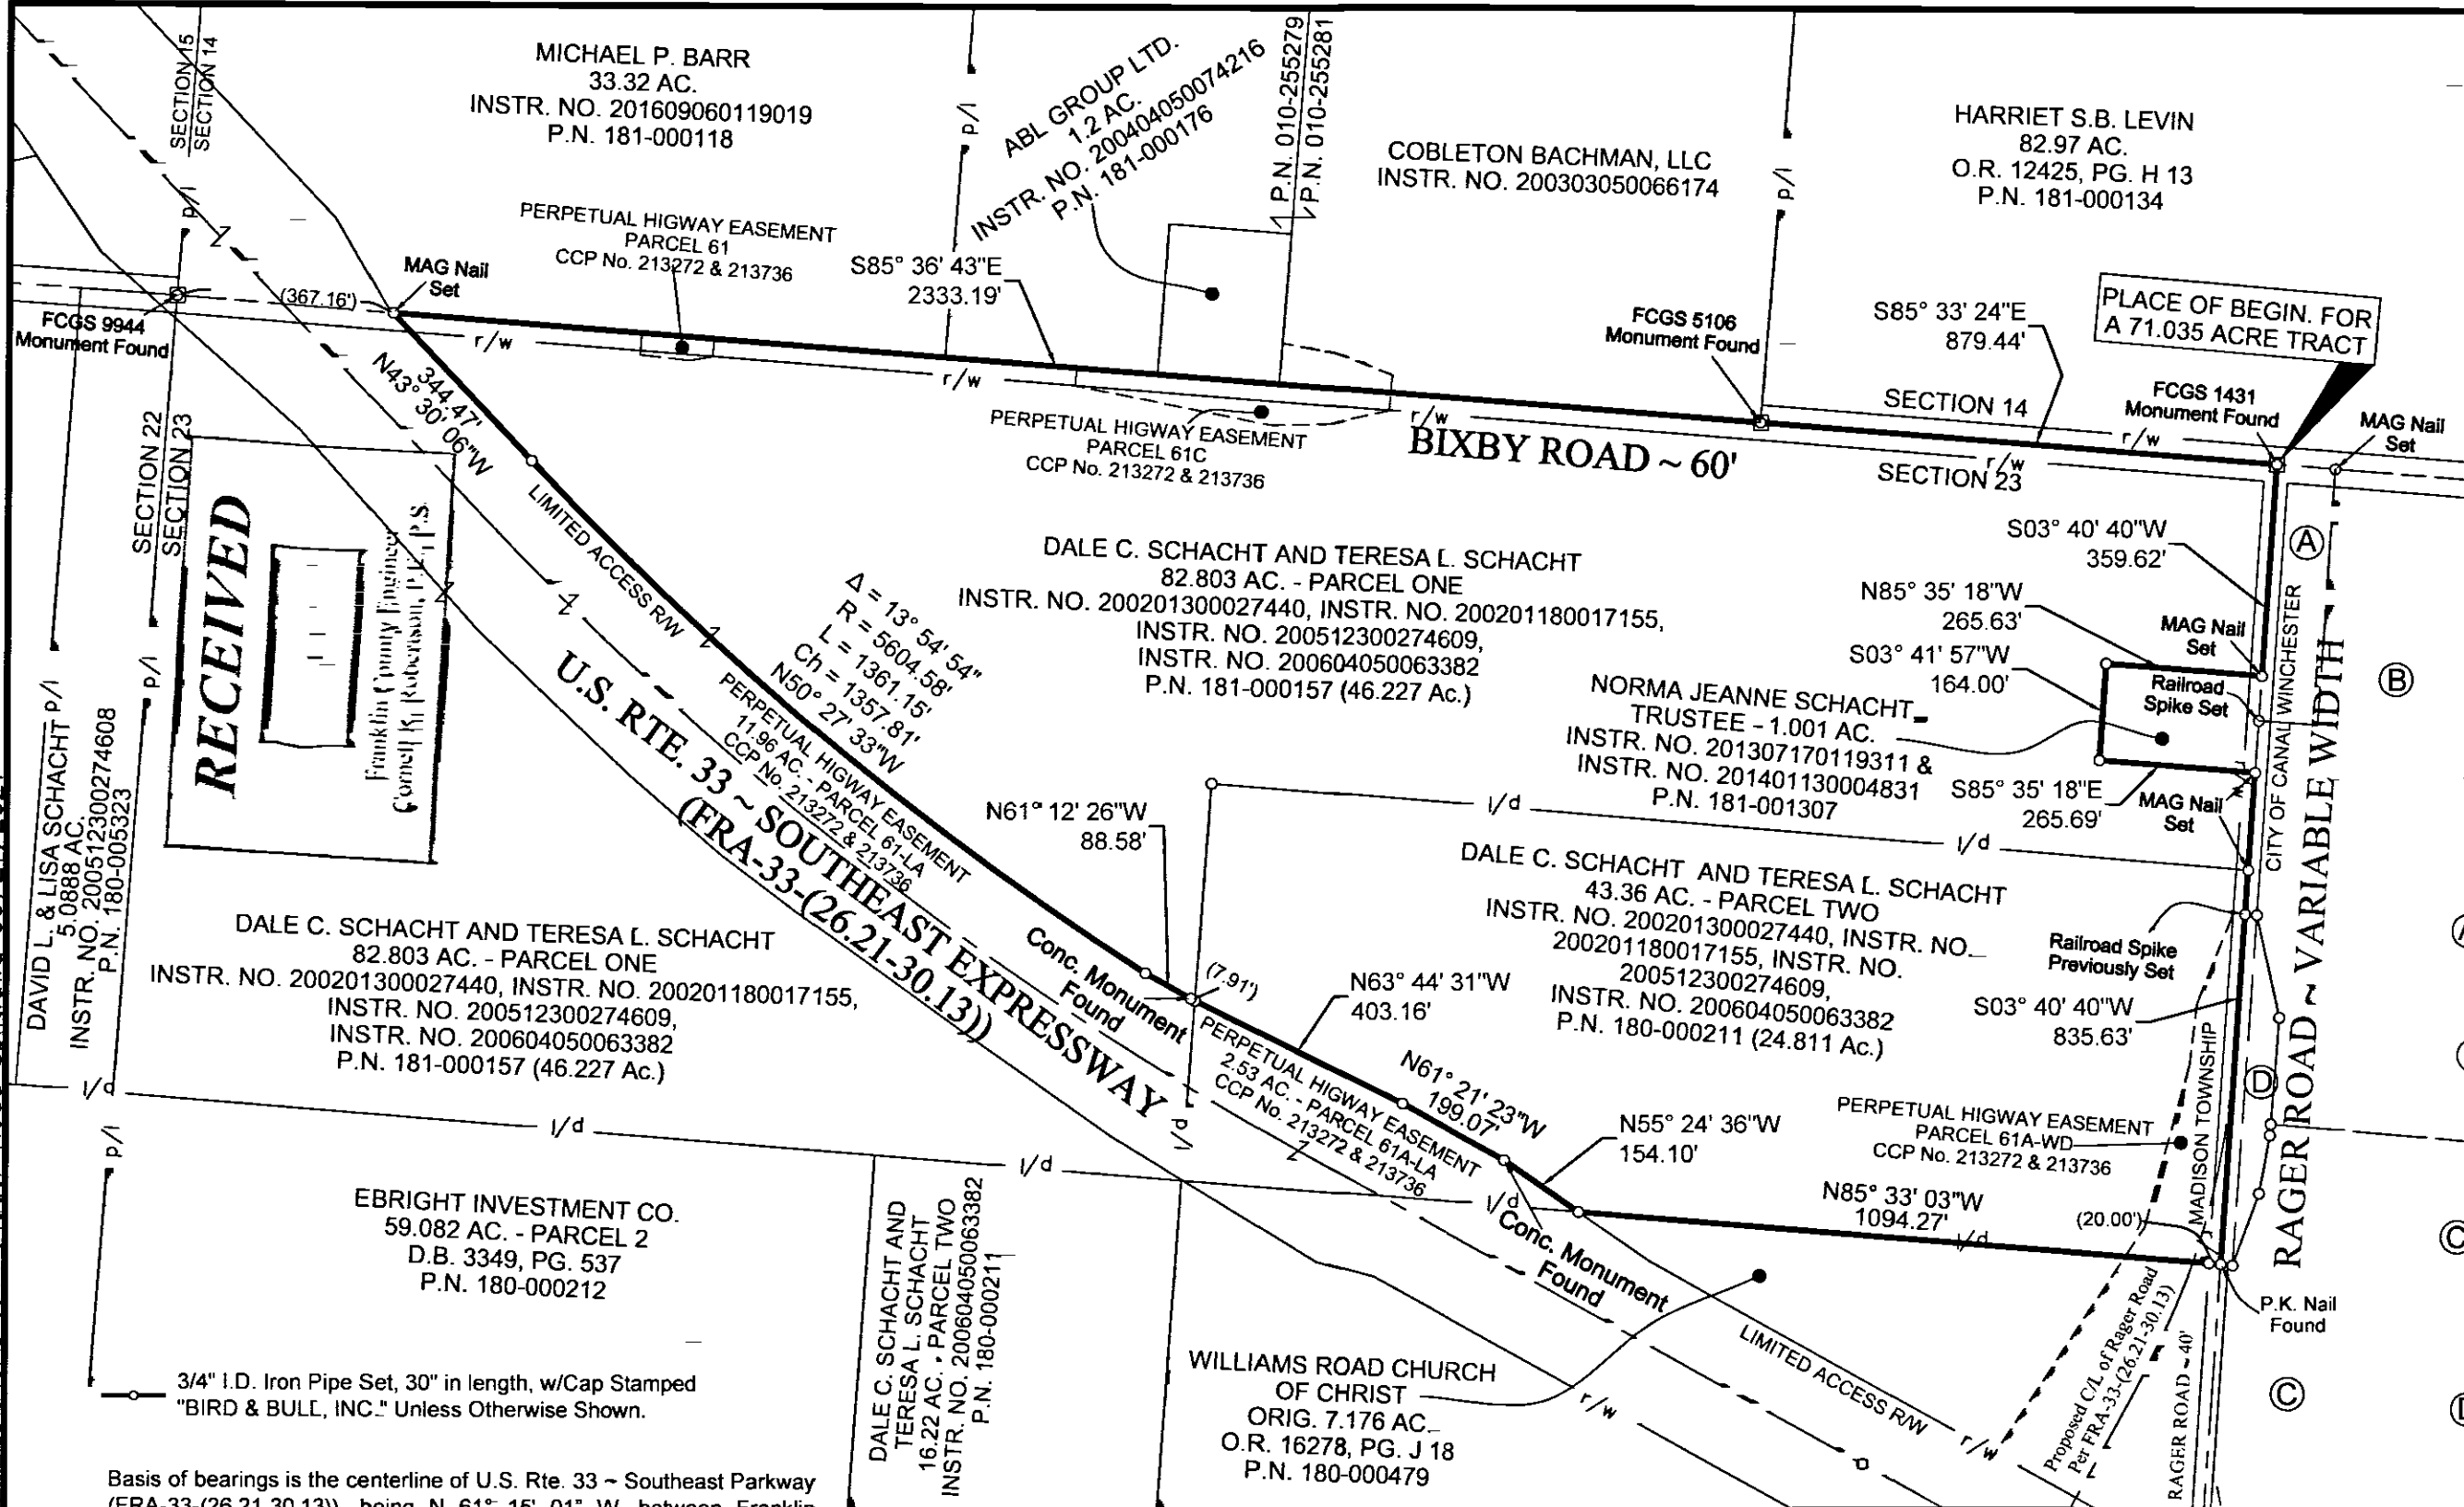 SECTION 15
SECTION 14
MICHAEL P. BARR
33.32 AC.
INSTR. NO. 201609060119019
P.N. 181-000118
p/l
p/l
ABL GROUP LTD.
1.2 AC.
INSTR. NO. 200404050074216
P.N. 181-000176
P.N. 010-255279
P.N. 010-255281
COBLETON BACHMAN, LLC
INSTR. NO. 200303050066174
p/l
HARRIET S.B. LEVIN
82.97 AC.
O.R. 12425, PG. H 13
P.N. 181-000134
PERPETUAL HIGWAY EASEMENT
PARCEL 61
CCP No. 213272 & 213736
MAG Nail
Set
(367.16')
FCGS 9944
Monument Found
r/w
S85° 36' 43"E
2333.19'
r/w
FCGS 5106
Monument Found
S85° 33' 24"E
879.44'
PLACE OF BEGIN. FOR
A 71.035 ACRE TRACT
FCGS 1431
Monument Found
MAG Nail
Set
SECTION 14
r/w
r/w
r/w
SECTION 23
BIXBY ROAD ~ 60'
PERPETUAL HIGWAY EASEMENT
PARCEL 61C
CCP No. 213272 & 213736
344.47'
N43° 30' 06"W
SECTION 22
SECTION 23
RECEIVED
Franklin County Engineer
LIMITED ACCESS R/W
DALE C. SCHACHT AND TERESA L. SCHACHT
82.803 AC. - PARCEL ONE
INSTR. NO. 200201300027440, INSTR. NO. 200201180017155,
INSTR. NO. 200512300274609,
INSTR. NO. 200604050063382
P.N. 181-000157 (46.227 Ac.)
S03° 40' 40"W
359.62'
A
N85° 35' 18"W
265.63'
MAG Nail
Set
S03° 41' 57"W
164.00'
Railroad
Spike Set
B
NORMA JEANNE SCHACHT
TRUSTEE - 1.001 AC.
INSTR. NO. 201307170119311 &
INSTR. NO. 201401130004831
P.N. 181-001307
S85° 35' 18"E
265.69'
MAG Nail
Set
CITY OF CANAL WINCHESTER
RAGER ROAD ~ VARIABLE WIDTH
Δ = 13° 54' 54"
R = 5604.58'
L = 1361.15'
Ch = 1357.81'
N50° 27' 33"W
PERPETUAL HIGWAY EASEMENT
11.96 AC. - PARCEL 61-LA
CCP No. 213272 & 213736
U.S. RTE. 33 ~ SOUTHEAST EXPRESSWAY
(FRA-33-(26.21-30.13))
N61° 12' 26"W
88.58'
l/d
l/d
DAVID L. & LISA SCHACHT
5.0888 AC.
INSTR. NO. 200512300274608
P.N. 180-005323
p/l
p/l
p/l
DALE C. SCHACHT AND TERESA L. SCHACHT
82.803 AC. - PARCEL ONE
INSTR. NO. 200201300027440, INSTR. NO. 200201180017155,
INSTR. NO. 200512300274609,
INSTR. NO. 200604050063382
P.N. 181-000157 (46.227 Ac.)
DALE C. SCHACHT AND TERESA L. SCHACHT
43.36 AC. - PARCEL TWO
INSTR. NO. 200201300027440, INSTR. NO.
200201180017155, INSTR. NO.
200512300274609,
INSTR. NO. 200604050063382
P.N. 180-000211 (24.811 Ac.)
Railroad Spike
Previously Set
S03° 40' 40"W
835.63'
Conc. Monument
Found
(7.91')
N63° 44' 31"W
403.16'
PERPETUAL HIGWAY EASEMENT
2.53 AC. - PARCEL 61A-LA
CCP No. 213272 & 213736
N61° 21' 23"W
199.07'
N55° 24' 36"W
154.10'
PERPETUAL HIGWAY EASEMENT
PARCEL 61A-WD
CCP No. 213272 & 213736
MADISON TOWNSHIP
D
N85° 33' 03"W
1094.27'
(20.00')
l/d
l/d
l/d
l/d
l/d
p/l
p/l
Conc. Monument
Found
EBRIGHT INVESTMENT CO.
59.082 AC. - PARCEL 2
D.B. 3349, PG. 537
P.N. 180-000212
DALE C. SCHACHT AND
TERESA L. SCHACHT
16.22 AC. - PARCEL TWO
INSTR. NO. 200604050063382
P.N. 180-000211
WILLIAMS ROAD CHURCH
OF CHRIST
ORIG. 7.176 AC.
O.R. 16278, PG. J 18
P.N. 180-000479
LIMITED ACCESS R/W
r/w
r/w
Proposed C/L of Rager Road
Per FRA-33-(26.21-30.13)
RAGER ROAD ~ 40'
P.K. Nail
Found
C
C
3/4" I.D. Iron Pipe Set, 30" in length, w/Cap Stamped
"BIRD & BULL, INC." Unless Otherwise Shown.
Basis of bearings is the centerline of U.S. Rte. 33 ~ Southeast Parkway
(FRA-33-(26.21-30.13)), being N 61° 15' 01" W, between Franklin